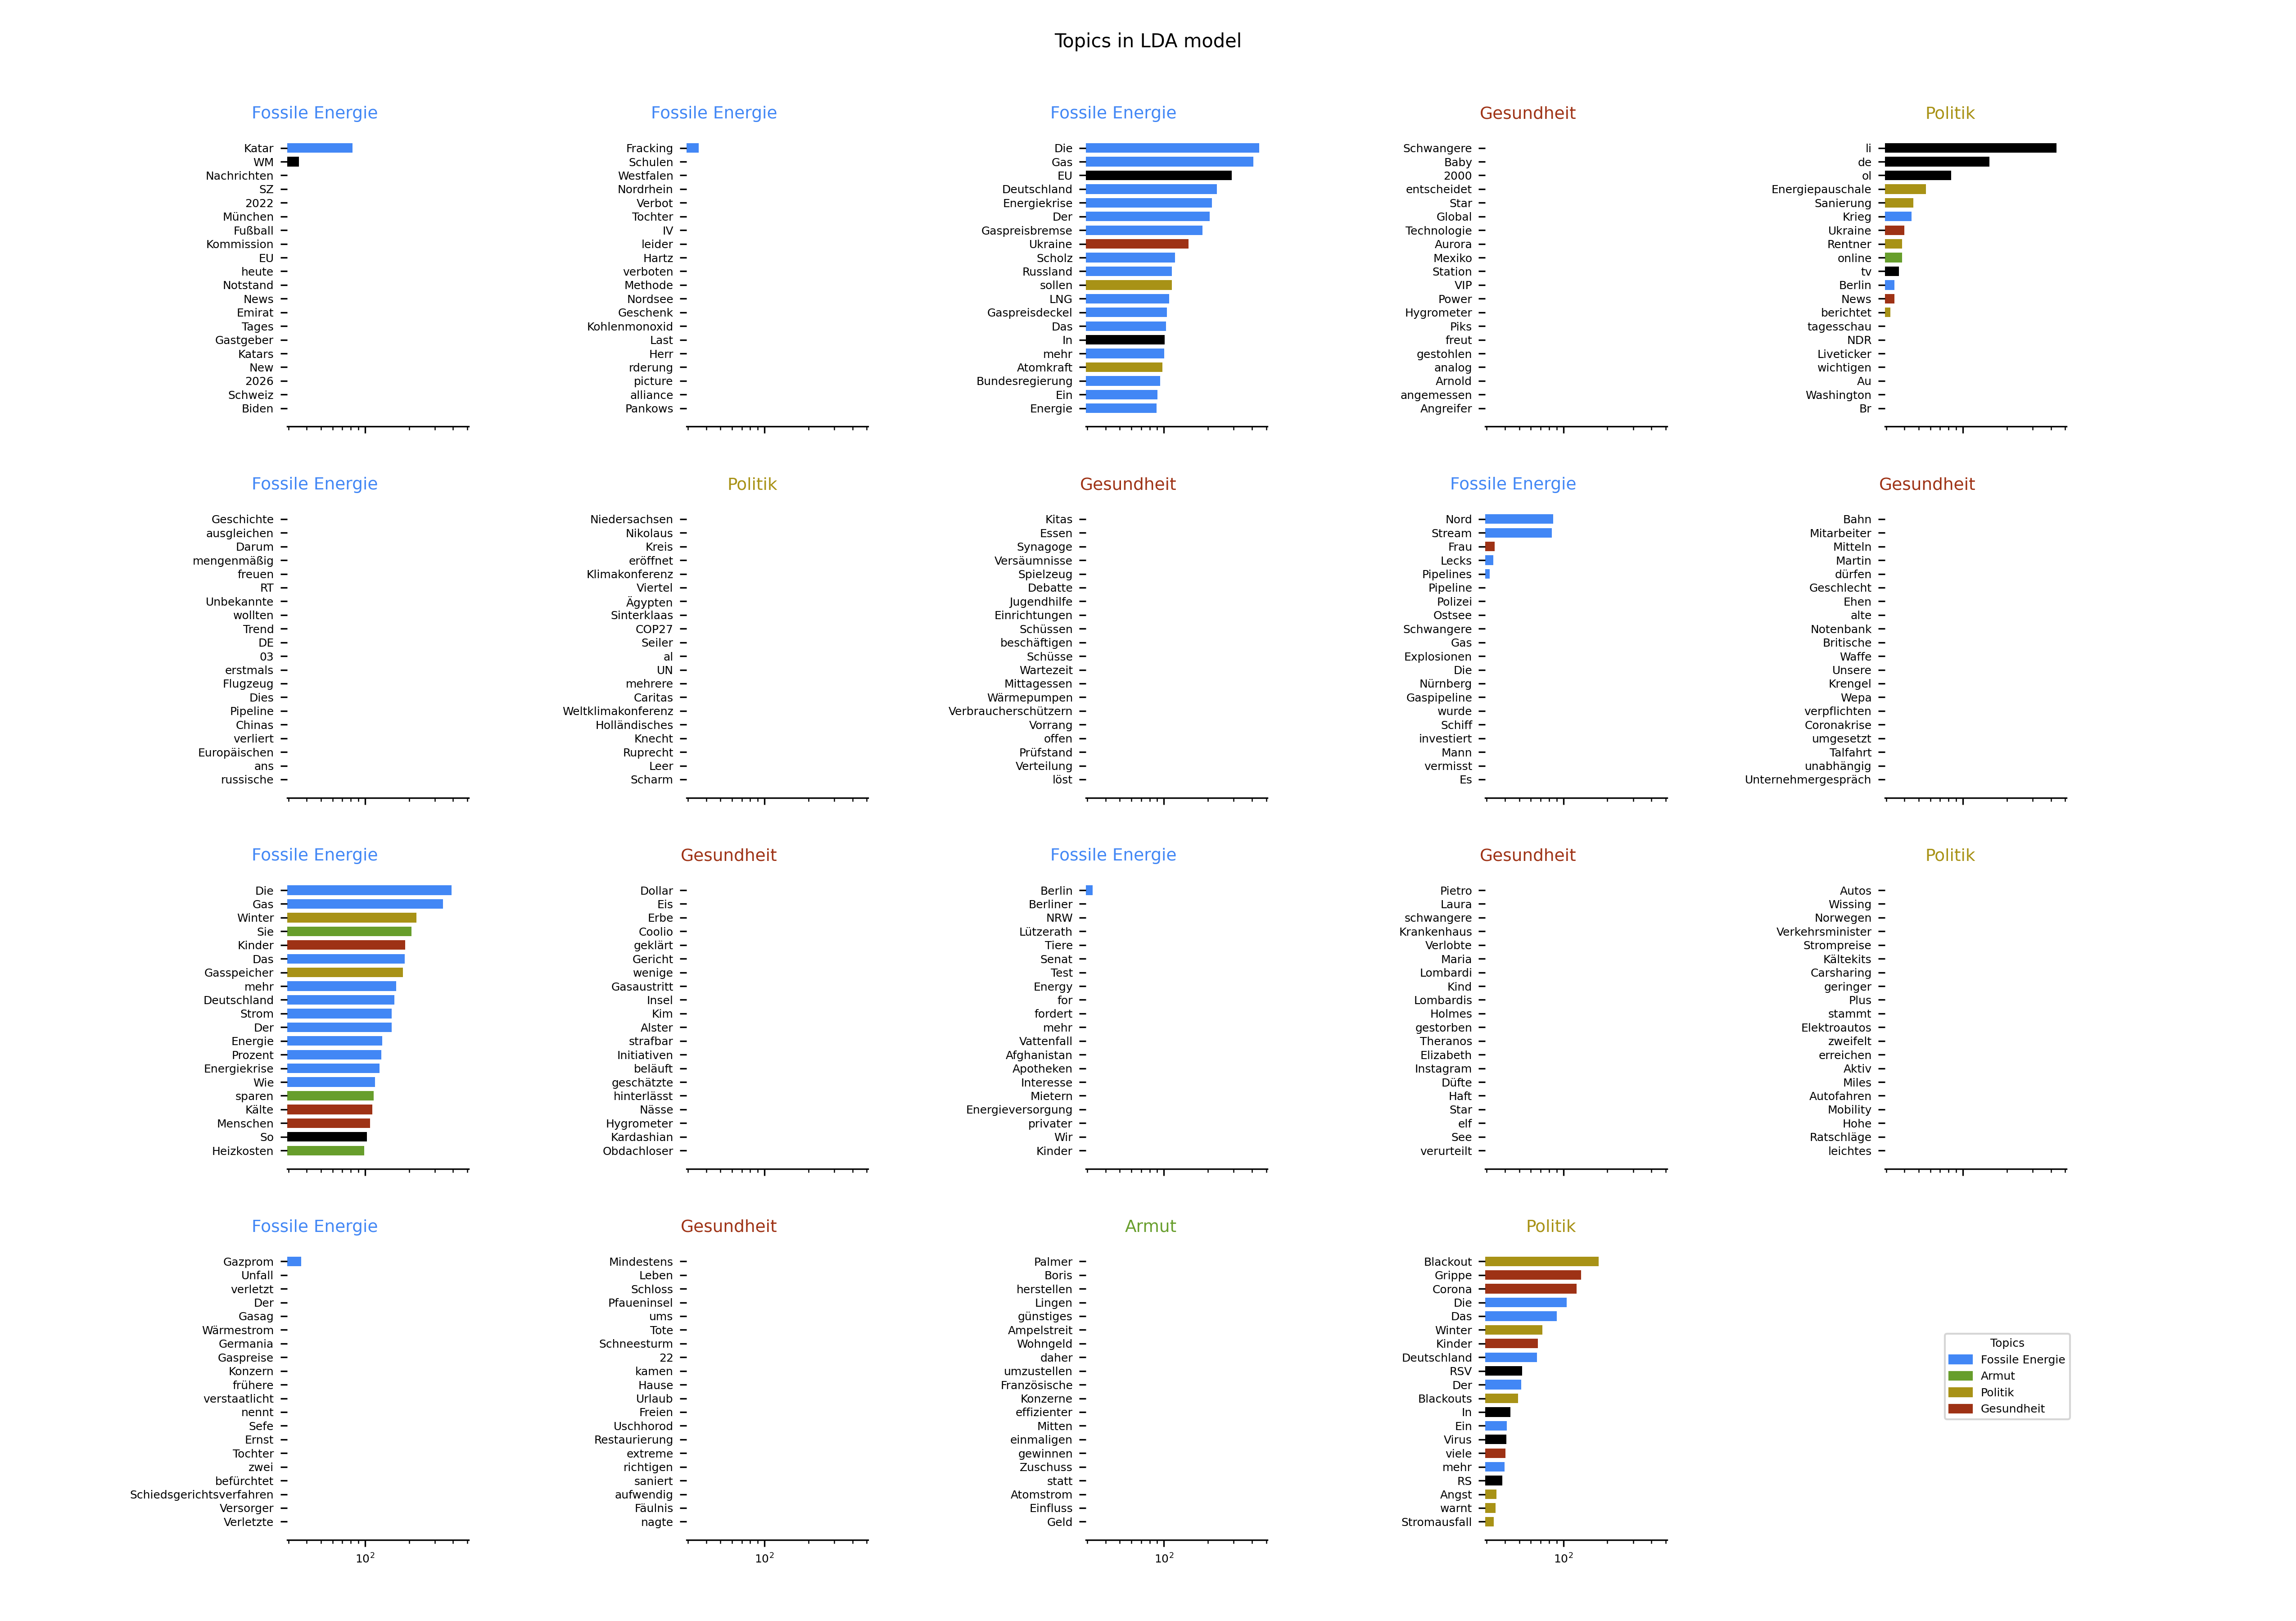 Topics in LDA model
Fossile Energie
Katar
WM
Nachrichten
SZ
2022
München
Fußball
Kommission
EU
heute
Notstand
News
Emirat
Tages
Gastgeber
Katars
New
2026
Schweiz
Biden
Fossile Energie
Fracking
Schulen
Westfalen
Nordrhein
Verbot
Tochter
IV
leider
Hartz
verboten
Methode
Nordsee
Geschenk
Kohlenmonoxid
Last
Herr
rderung
picture
alliance
Pankows
Fossile Energie
Die
Gas
EU
Deutschland
Energiekrise
Der
Gaspreisbremse
Ukraine
Scholz
Russland
sollen
LNG
Gaspreisdeckel
Das
In
mehr
Atomkraft
Bundesregierung
Ein
Energie
Gesundheit
Schwangere
Baby
2000
entscheidet
Star
Global
Technologie
Aurora
Mexiko
Station
VIP
Power
Hygrometer
Piks
freut
gestohlen
analog
Arnold
angemessen
Angreifer
Politik
li
de
ol
Energiepauschale
Sanierung
Krieg
Ukraine
Rentner
online
tv
Berlin
News
berichtet
tagesschau
NDR
Liveticker
wichtigen
Au
Washington
Br
Fossile Energie
Geschichte
ausgleichen
Darum
mengenmäßig
freuen
RT
Unbekannte
wollten
Trend
DE
03
erstmals
Flugzeug
Dies
Pipeline
Chinas
verliert
Europäischen
ans
russische
Politik
Niedersachsen
Nikolaus
Kreis
eröffnet
Klimakonferenz
Viertel
Ägypten
Sinterklaas
COP27
Seiler
al
UN
mehrere
Caritas
Weltklimakonferenz
Holländisches
Knecht
Ruprecht
Leer
Scharm
Gesundheit
Kitas
Essen
Synagoge
Versäumnisse
Spielzeug
Debatte
Jugendhilfe
Einrichtungen
Schüssen
beschäftigen
Schüsse
Wartezeit
Mittagessen
Wärmepumpen
Verbraucherschützern
Vorrang
offen
Prüfstand
Verteilung
löst
Fossile Energie
Nord
Stream
Frau
Lecks
Pipelines
Pipeline
Polizei
Ostsee
Schwangere
Gas
Explosionen
Die
Nürnberg
Gaspipeline
wurde
Schiff
investiert
Mann
vermisst
Es
Gesundheit
Bahn
Mitarbeiter
Mitteln
Martin
dürfen
Geschlecht
Ehen
alte
Notenbank
Britische
Waffe
Unsere
Krengel
Wepa
verpflichten
Coronakrise
umgesetzt
Talfahrt
unabhängig
Unternehmergespräch
Fossile Energie
Die
Gas
Winter
Sie
Kinder
Das
Gasspeicher
mehr
Deutschland
Strom
Der
Energie
Prozent
Energiekrise
Wie
sparen
Kälte
Menschen
So
Heizkosten
Gesundheit
Dollar
Eis
Erbe
Coolio
geklärt
Gericht
wenige
Gasaustritt
Insel
Kim
Alster
strafbar
Initiativen
beläuft
geschätzte
hinterlässt
Nässe
Hygrometer
Kardashian
Obdachloser
Fossile Energie
Berlin
Berliner
NRW
Lützerath
Tiere
Senat
Test
Energy
for
fordert
mehr
Vattenfall
Afghanistan
Apotheken
Interesse
Mietern
Energieversorgung
privater
Wir
Kinder
Gesundheit
Pietro
Laura
schwangere
Krankenhaus
Verlobte
Maria
Lombardi
Kind
Lombardis
Holmes
gestorben
Theranos
Elizabeth
Instagram
Düfte
Haft
Star
elf
See
verurteilt
Politik
Autos
Wissing
Norwegen
Verkehrsminister
Strompreise
Kältekits
Carsharing
geringer
Plus
stammt
Elektroautos
zweifelt
erreichen
Aktiv
Miles
Autofahren
Mobility
Hohe
Ratschläge
leichtes
Fossile Energie
Gazprom
Unfall
verletzt
Der
Gasag
Wärmestrom
Germania
Gaspreise
Konzern
frühere
verstaatlicht
nennt
Sefe
Ernst
Tochter
zwei
befürchtet
Schiedsgerichtsverfahren
Versorger
Verletzte
10²
Gesundheit
Mindestens
Leben
Schloss
Pfaueninsel
ums
Tote
Schneesturm
22
kamen
Hause
Urlaub
Freien
Uschhorod
Restaurierung
extreme
richtigen
saniert
aufwendig
Fäulnis
nagte
10²
Armut
Palmer
Boris
herstellen
Lingen
günstiges
Ampelstreit
Wohngeld
daher
umzustellen
Französische
Konzerne
effizienter
Mitten
einmaligen
gewinnen
Zuschuss
statt
Atomstrom
Einfluss
Geld
10²
Politik
Blackout
Grippe
Corona
Die
Das
Winter
Kinder
Deutschland
RSV
Der
Blackouts
In
Ein
Virus
viele
mehr
RS
Angst
warnt
Stromausfall
10²
Topics
Fossile Energie
Armut
Politik
Gesundheit